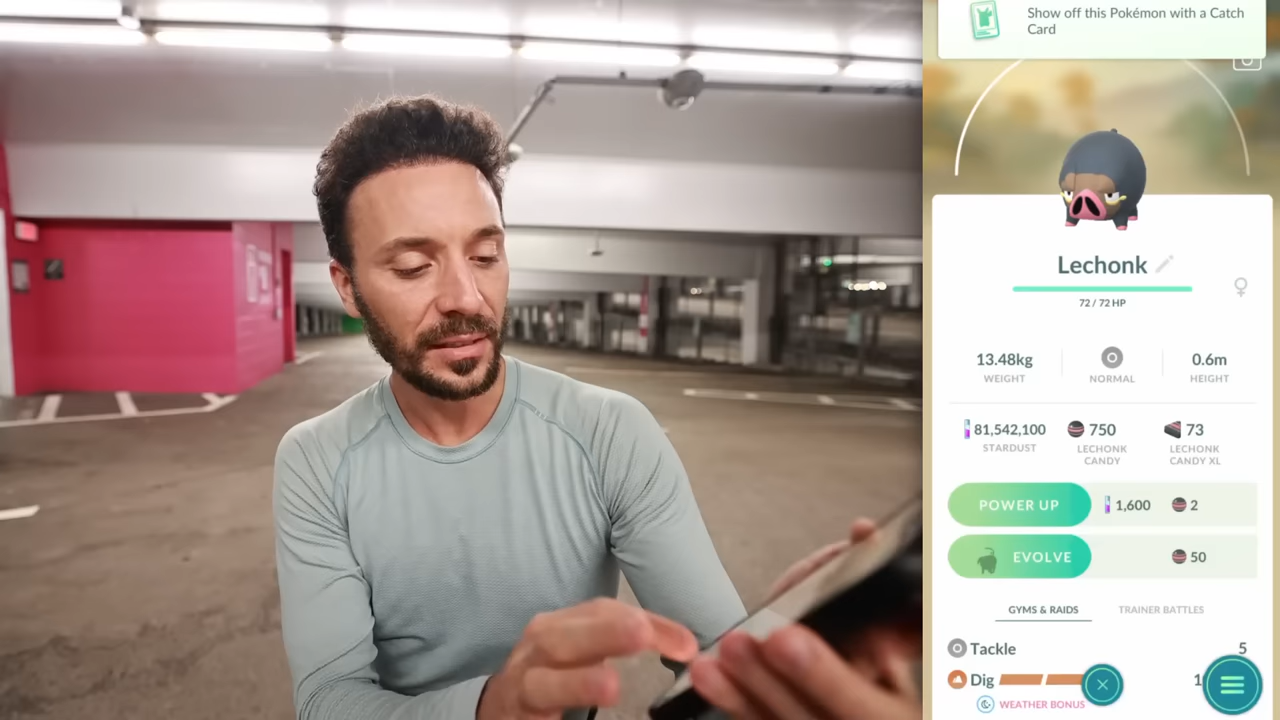 Show off this Pokémon with a Catch
Card
Lechonk
72 / 72 HP
13.48kg
WEIGHT
NORMAL
0.6m
HEIGHT
81,542,100
STARDUST
750
LECHONK
CANDY
73
LECHONK
CANDY XL
POWER UP
1,600
2
EVOLVE
50
GYMS & RAIDS
TRAINER BATTLES
Tackle
5
Dig
WEATHER BONUS